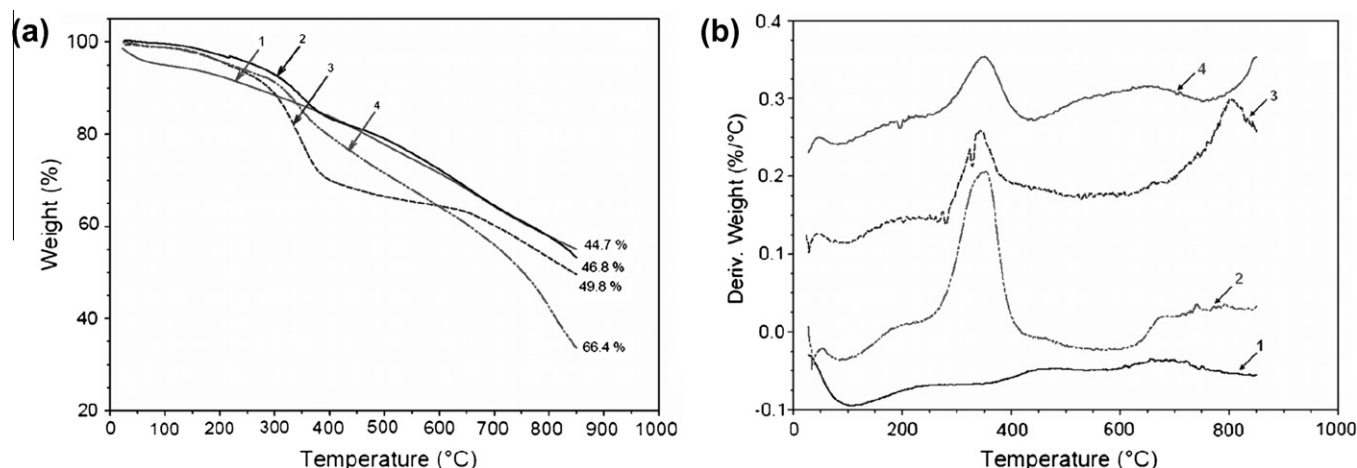 (a)
100
80
60
40
20
Weight (%)
1
2
3
4
44.7 %
46.8 %
49.8 %
66.4 %
0 100 200 300 400 500 600 700 800 900 1000
Temperature (°C)
(b)
0.4
0.3
0.2
0.1
0.0
-0.1
Deriv. Weight (%/°C)
4
3
2
1
0 200 400 600 800 1000
Temperature (°C)